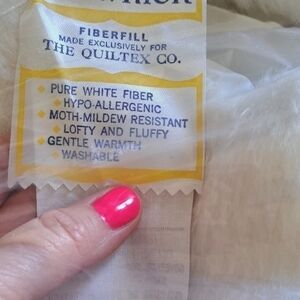 FIBERFILL
MADE EXCLUSIVELY FOR
THE QUILTEX CO.
PURE WHITE FIBER
HYPO-ALLERGENIC
MOTH-MILDEW RESISTANT
LOFTY AND FLUFFY
GENTLE WARMTH
WASHABLE